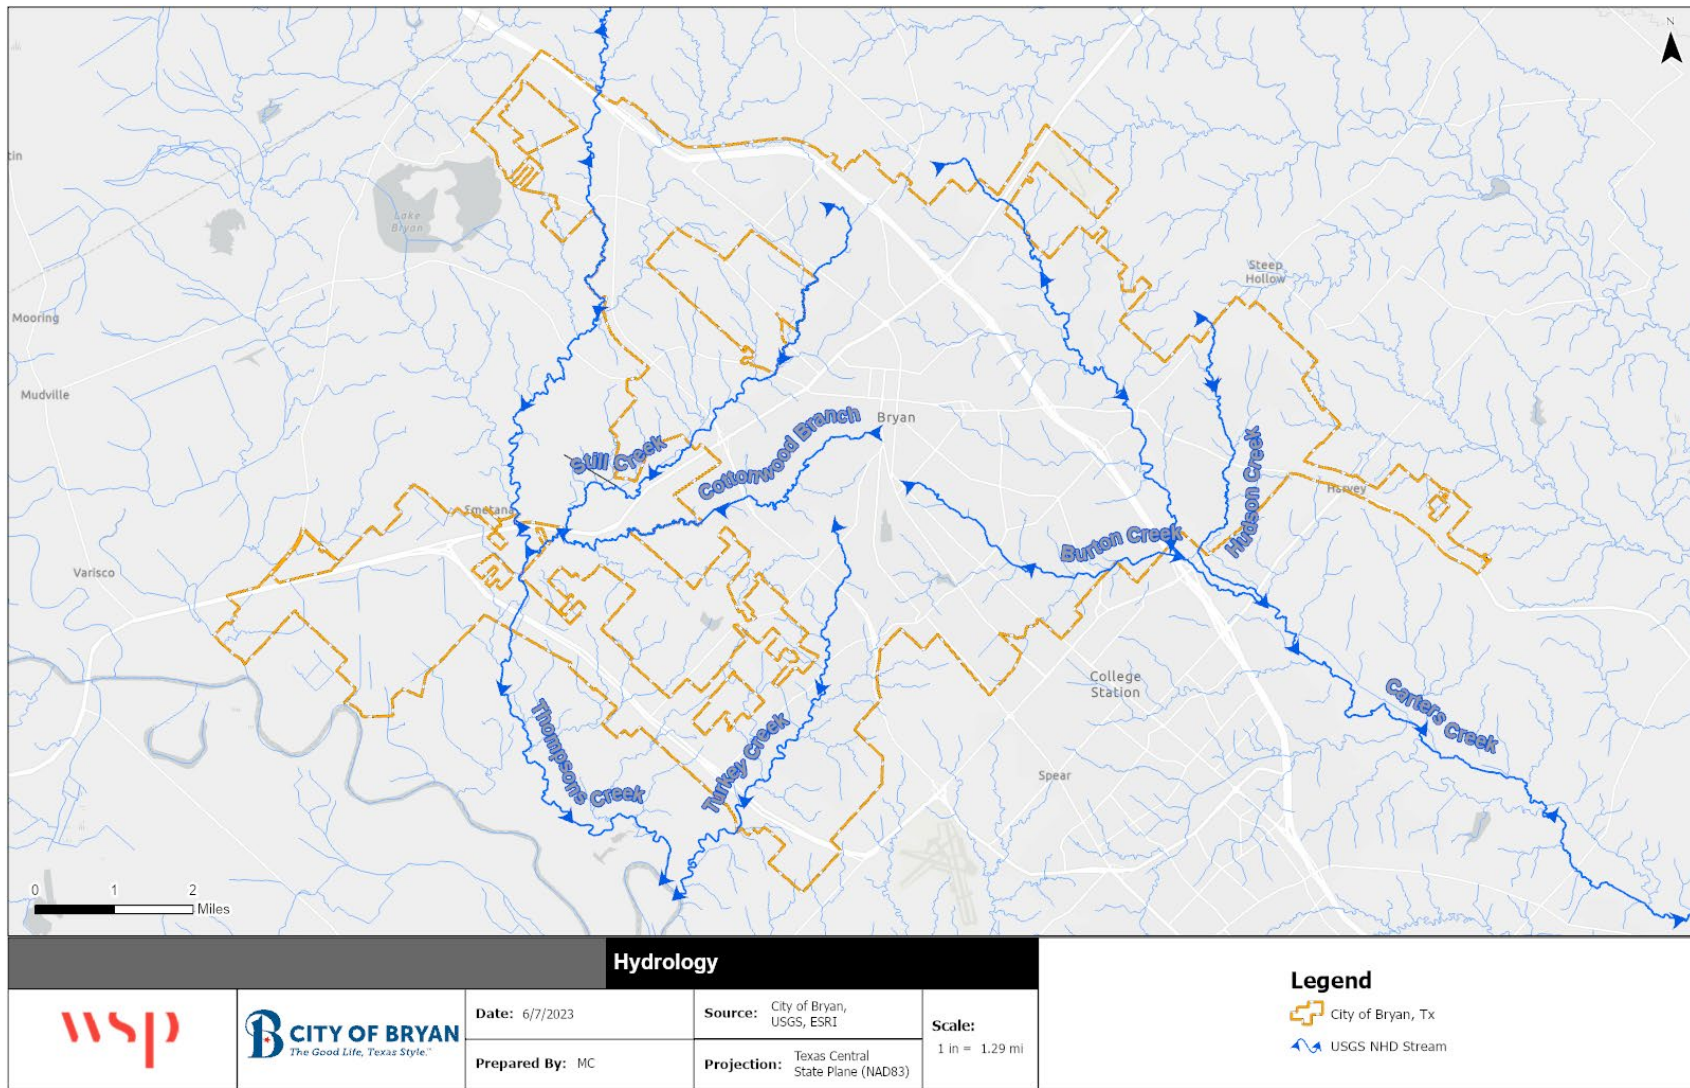 N
tin
Lake
Bryan
Steep
Hollow
Mooring
Mudville
Bryan
Cottonwood Branch
Still Creek
Hudson Creek
Harvey
Smetana
Burton Creek
Varisco
College
Station
Carters Creek
Thompsons Creek
Turkey Creek
Spear
0 1 2
Miles
Hydrology
Legend
City of Bryan, Tx
USGS NHD Stream
wsp
B CITY OF BRYAN
The Good Life, Texas Style.™
Date: 6/7/2023
Prepared By: MC
Source: City of Bryan,
USGS, ESRI
Projection: Texas Central
State Plane (NAD83)
Scale:
1 in = 1.29 mi